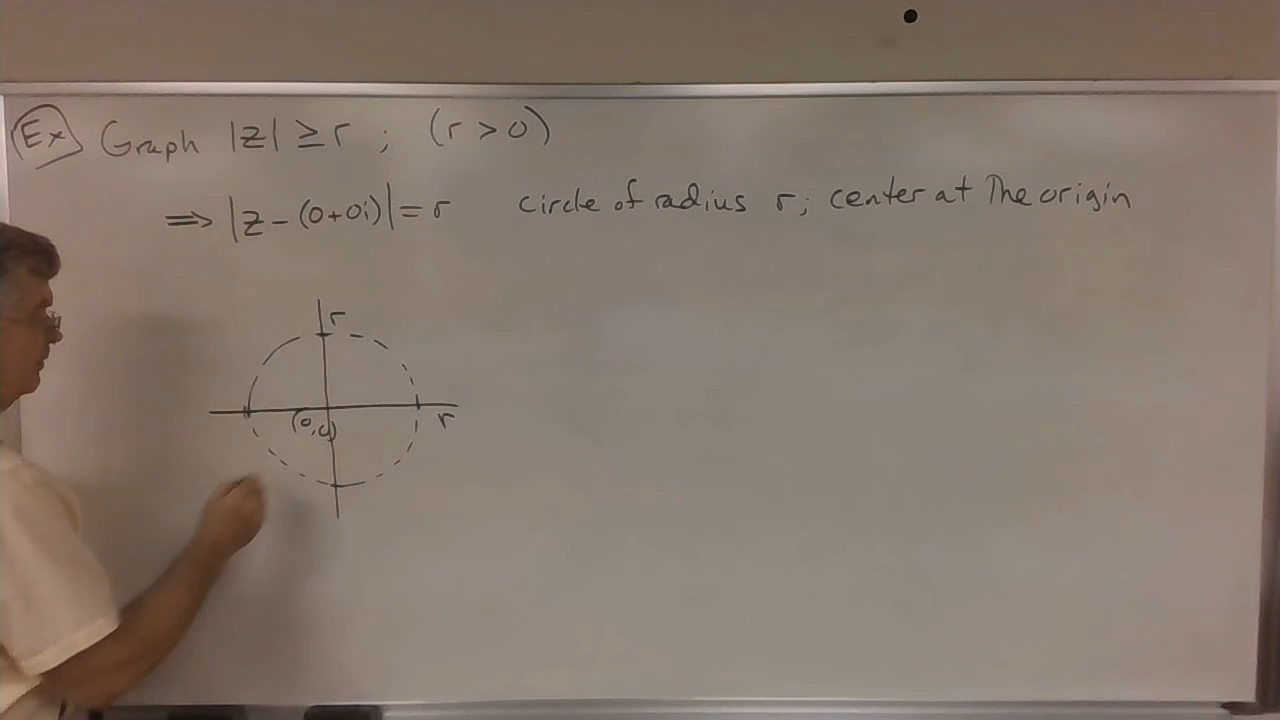 Ex Graph |z| ≥ r ; (r > 0)
⇒ |z - (0+0i)| = r circle of radius r; center at The origin
r
(0,0) r